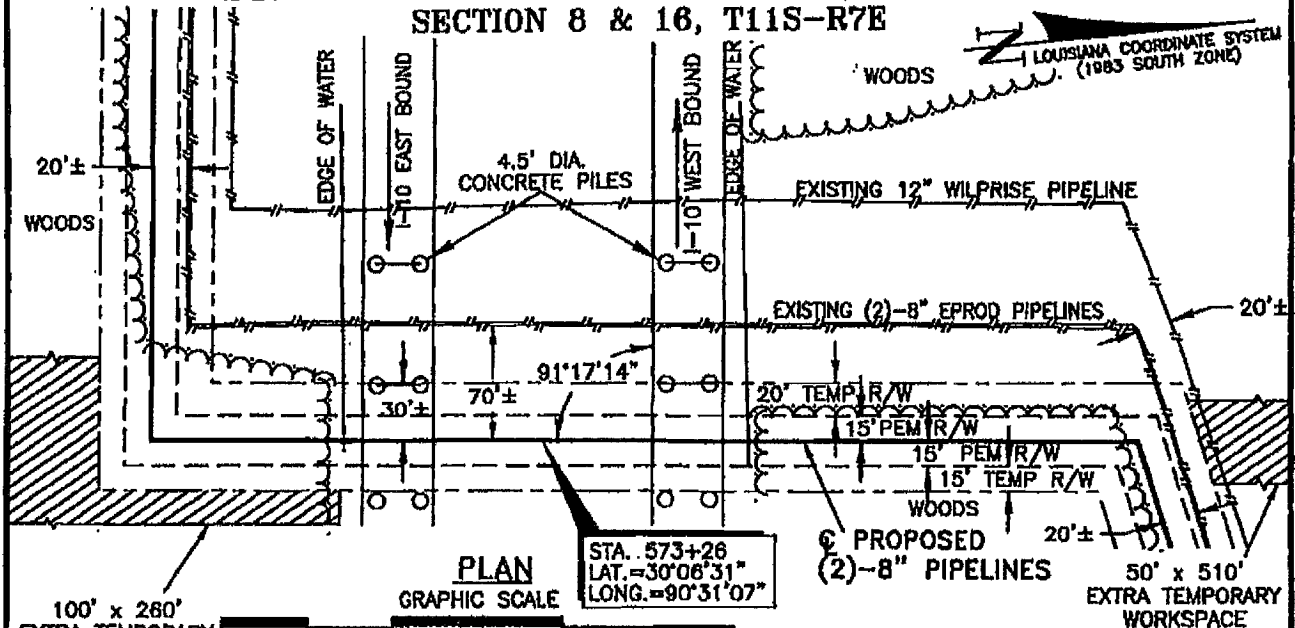 SECTION 8 & 16, T11S-R7E
N
LOUISIANA COORDINATE SYSTEM
(1983 SOUTH ZONE)
WOODS
EDGE OF WATER
I-10 EAST BOUND
4.5' DIA.
CONCRETE PILES
I-10 WEST BOUND
EDGE OF WATER
20'±
WOODS
EXISTING 12" WILPRISE PIPELINE
EXISTING (2)-8" EPROD PIPELINES
20'±
91°17'14"
30'±
70'±
20' TEMP R/W
15' PEM R/W
15' PEM R/W
15' TEMP R/W
WOODS
STA. 573+26
LAT.=30°06'31"
LONG.=90°31'07"
℄ PROPOSED
(2)-8" PIPELINES
20'±
PLAN
GRAPHIC SCALE
100' x 260'
EXTRA TEMPORARY
50' x 510'
EXTRA TEMPORARY
WORKSPACE